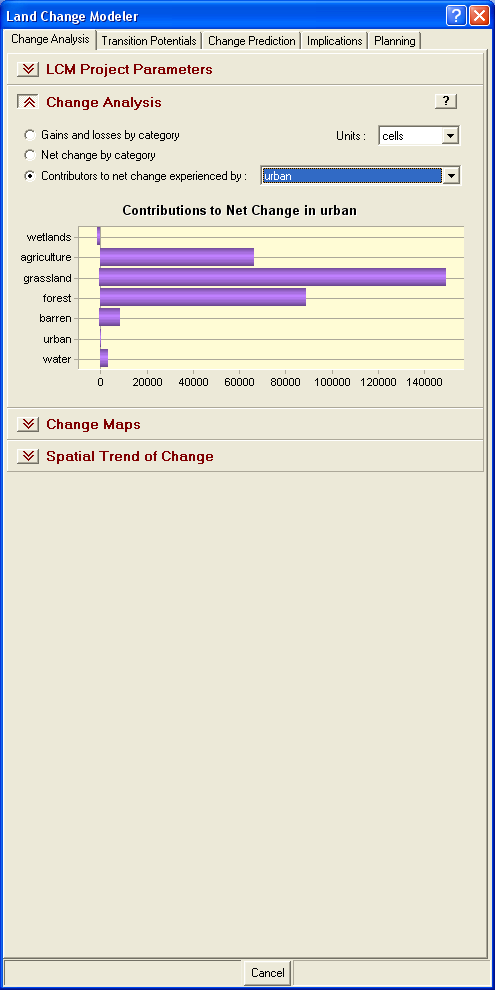 Land Change Modeler
?
Change Analysis Transition Potentials Change Prediction Implications Planning
LCM Project Parameters
Change Analysis ?
Gains and losses by category Units : cells
Net change by category
Contributors to net change experienced by : urban
Contributions to Net Change in urban
wetlands
agriculture
grassland
forest
barren
urban
water
0 20000 40000 60000 80000 100000 120000 140000
Change Maps
Spatial Trend of Change
Cancel